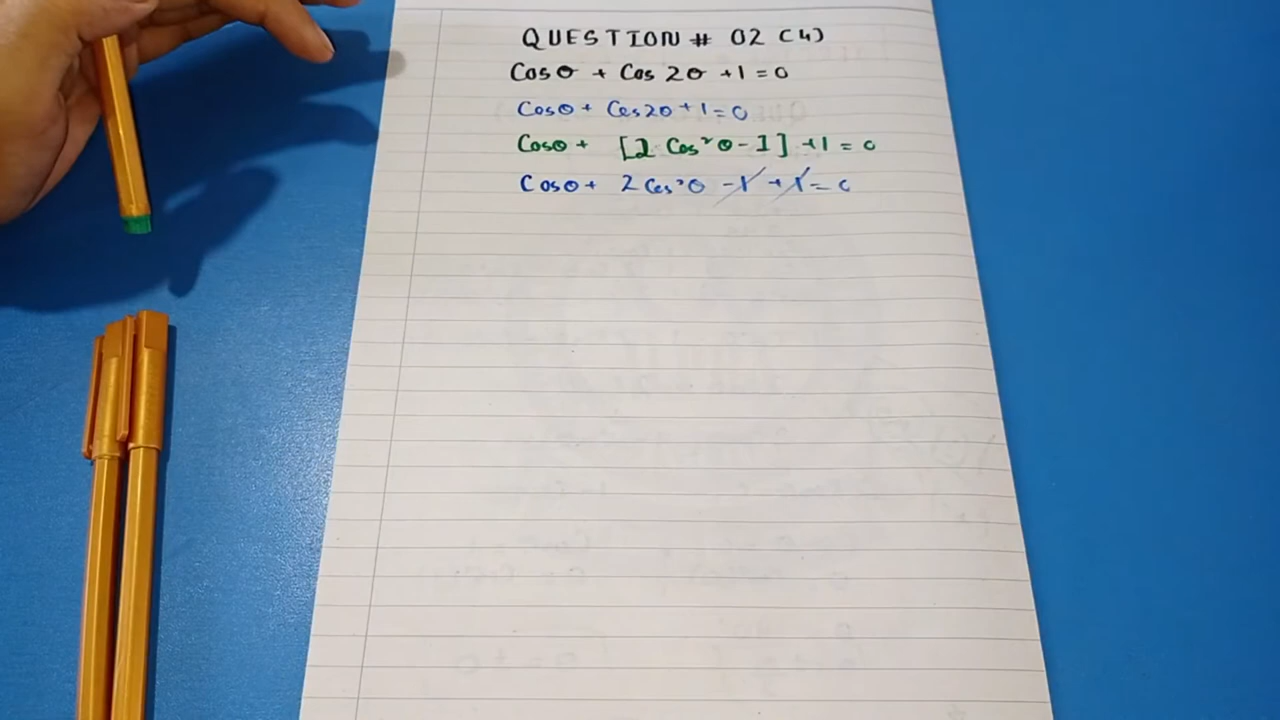 QUESTION # 02 (4)
Cosθ + Cos 2θ +1 = 0
Cosθ + Cos2θ +1 = 0
Cosθ + [2 Cos²θ - 1] +1 = 0
Cosθ + 2 Cos²θ - 1 + 1 = 0